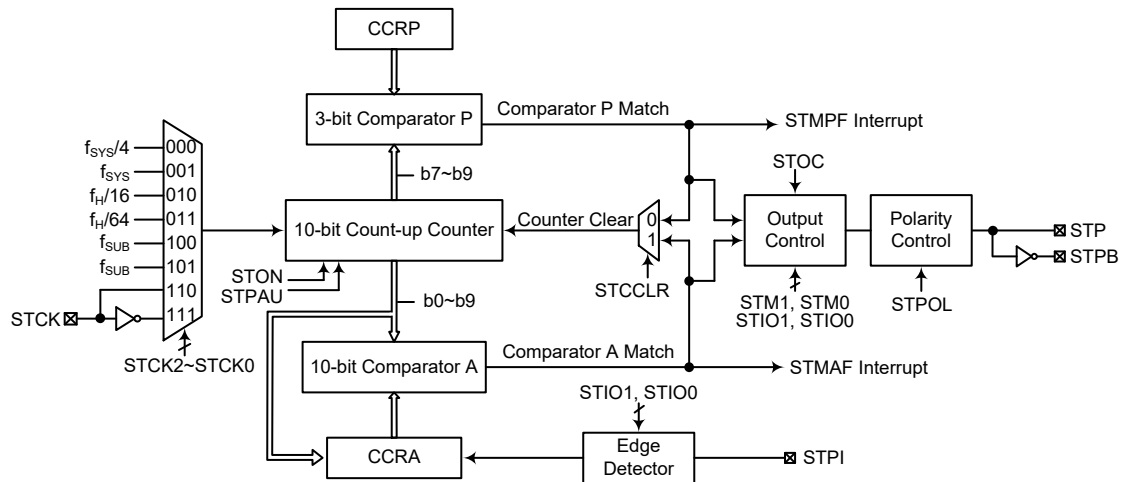 CCRP
3-bit Comparator P
Comparator P Match
STMPF Interrupt
b7~b9
fSYS/4 000
fSYS 001
fH/16 010
fH/64 011
fSUB 100
fSUB 101
110
111
STCK
STCK2~STCK0
10-bit Count-up Counter
Counter Clear
0
1
STCCLR
STON
STPAU
b0~b9
STOC
Output
Control
STM1, STM0
STIO1, STIO0
Polarity
Control
STPOL
STP
STPB
10-bit Comparator A
Comparator A Match
STMAF Interrupt
STIO1, STIO0
CCRA
Edge
Detector
STPI